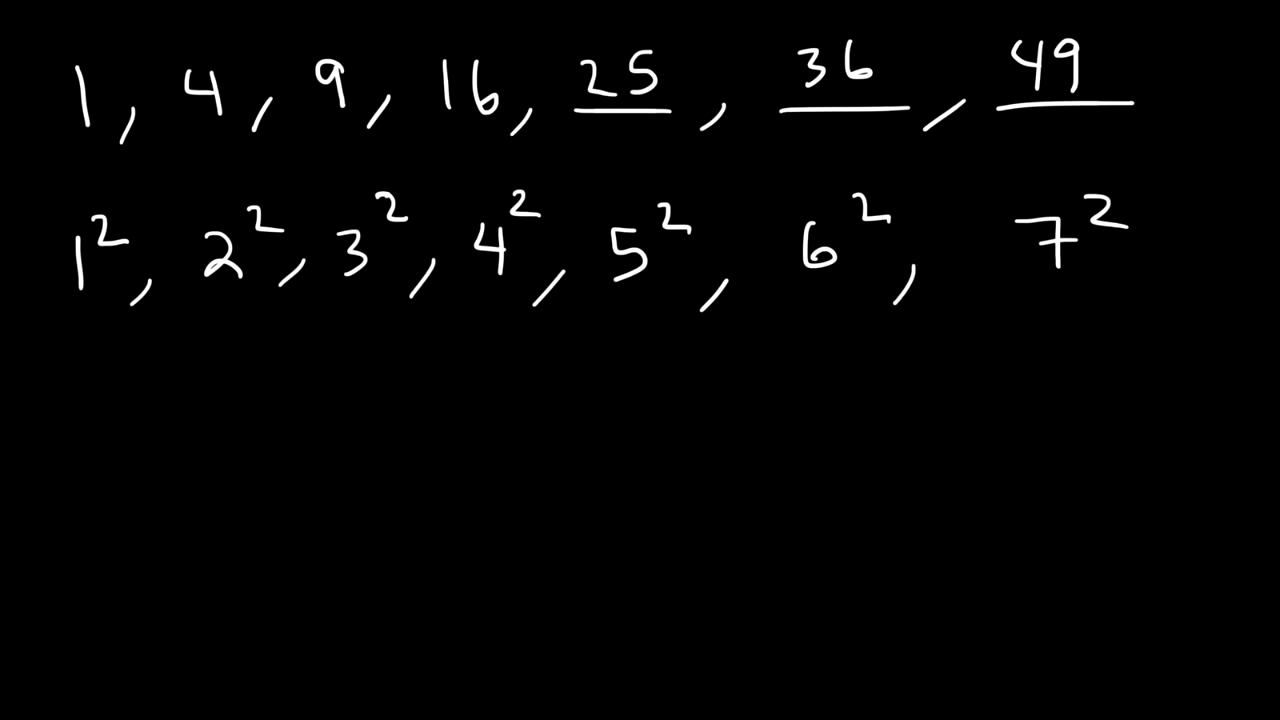 1, 4, 9, 16, 25, 36, 49
1², 2², 3², 4², 5², 6², 7²